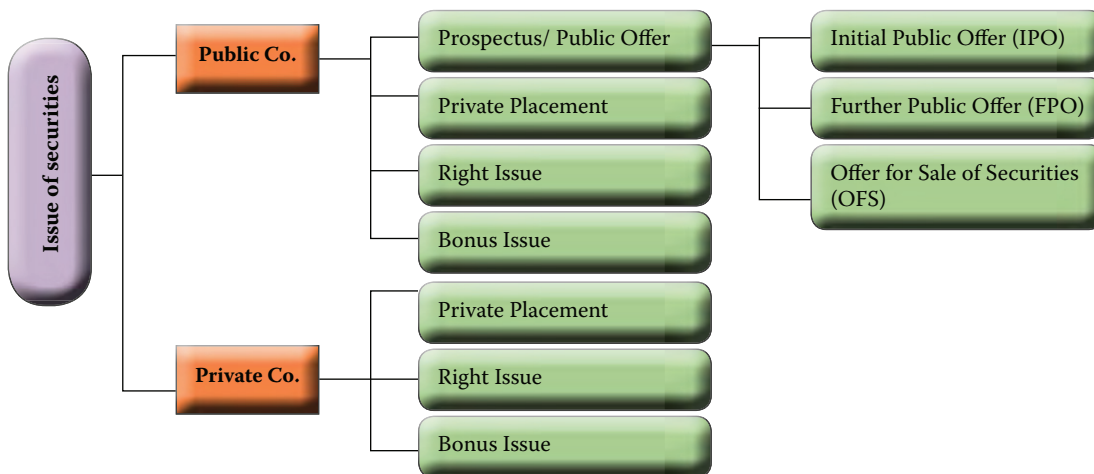 Issue of securities
Public Co.
Prospectus/ Public Offer
Private Placement
Right Issue
Bonus Issue
Initial Public Offer (IPO)
Further Public Offer (FPO)
Offer for Sale of Securities
(OFS)
Private Co.
Private Placement
Right Issue
Bonus Issue